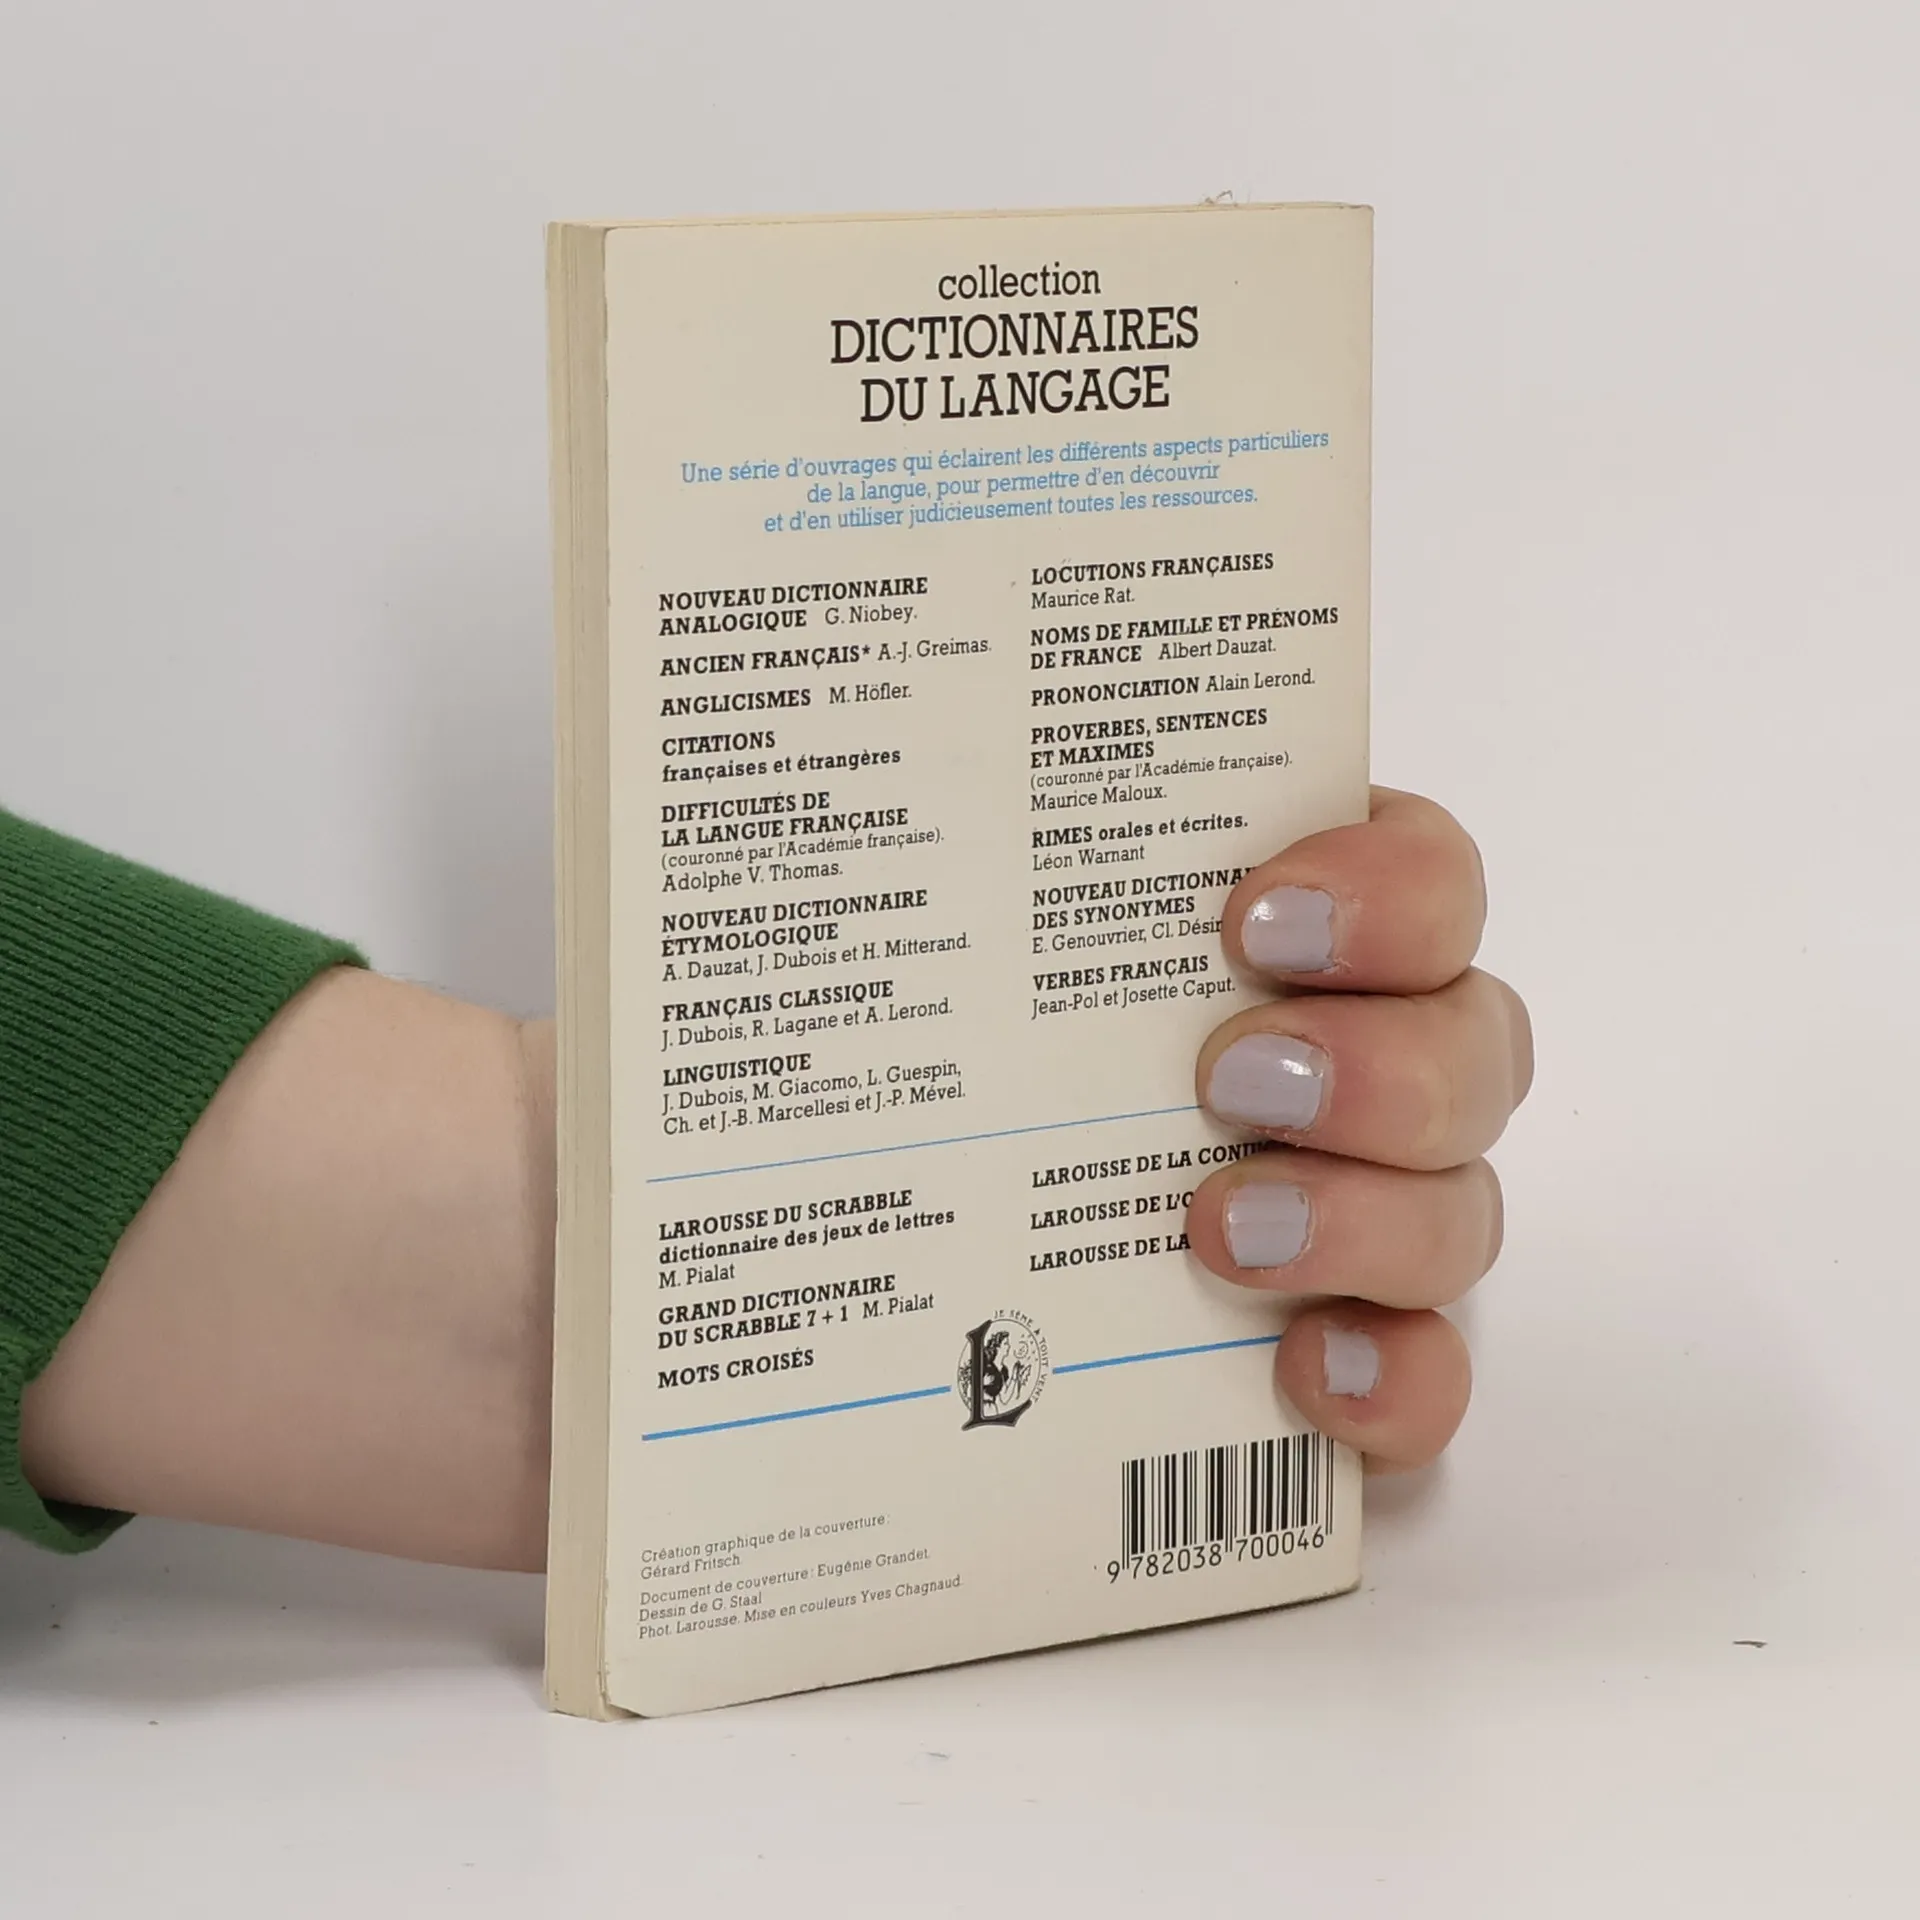 collection
DICTIONNAIRES
DU LANGAGE
Une série d'ouvrages qui éclairent les différents aspects particuliers
de la langue, pour permettre d'en découvrir
et d'en utiliser judicieusement toutes les ressources.
NOUVEAU DICTIONNAIRE
ANALOGIQUE G. Niobey.
ANCIEN FRANÇAIS* A.-J. Greimas.
ANGLICISMES M. Höfler.
CITATIONS
françaises et étrangères
DIFFICULTÉS DE
LA LANGUE FRANÇAISE
(couronné par l'Académie française).
Adolphe V. Thomas.
NOUVEAU DICTIONNAIRE
ÉTYMOLOGIQUE
A. Dauzat, J. Dubois et H. Mitterand.
FRANÇAIS CLASSIQUE
J. Dubois, R. Lagane et A. Lerond.
LINGUISTIQUE
J. Dubois, M. Giacomo, L. Guespin,
Ch. et J.-B. Marcellesi et J.-P. Mével.
LOCUTIONS FRANÇAISES
Maurice Rat.
NOMS DE FAMILLE ET PRÉNOMS
DE FRANCE Albert Dauzat.
PRONONCIATION Alain Lerond.
PROVERBES, SENTENCES
ET MAXIMES
(couronné par l'Académie française).
Maurice Maloux.
RIMES orales et écrites.
Léon Warnant
NOUVEAU
DES SYNONYMES
E. Genouvrier, Cl.
VERBES FRANÇAIS
Jean-Pol et Josette Caput.
LAROUSSE DU SCRABBLE
dictionnaire des jeux de lettres
M. Pialat
GRAND DICTIONNAIRE
DU SCRABBLE 7 + 1 M. Pialat
MOTS CROISÉS
LAROUSSE DE LA
LAROUSSE DE
LAROUSSE DE LA
JE SÈME À TOUT VENT
L
Création graphique de la couverture :
Gérard Fritsch.
Document de couverture : Eugénie Grandet.
Dessin de G. Staal
Phot. Larousse. Mise en couleurs Yves Chagnaud.
9 782038 700046